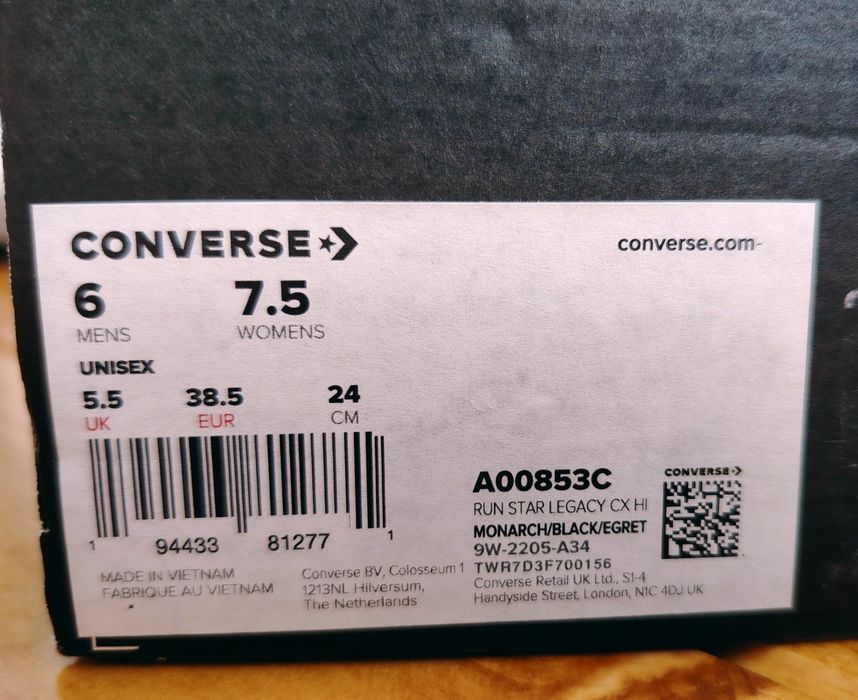 CONVERSE
converse.com
6 7.5
MENS WOMENS
UNISEX
5.5 38.5 24
UK EUR CM
1 94433 81277 1
MADE IN VIETNAM
FABRIQUE AU VIETNAM
Converse BV, Colosseum 1
1213NL Hilversum,
The Netherlands
A00853C
RUN STAR LEGACY CX HI
MONARCH/BLACK/EGRET
9W-2205-A34
TWR7D3F700156
Converse Retail UK Ltd., S1-4
Handyside Street, London, N1C 4DJ UK
CONVERSE